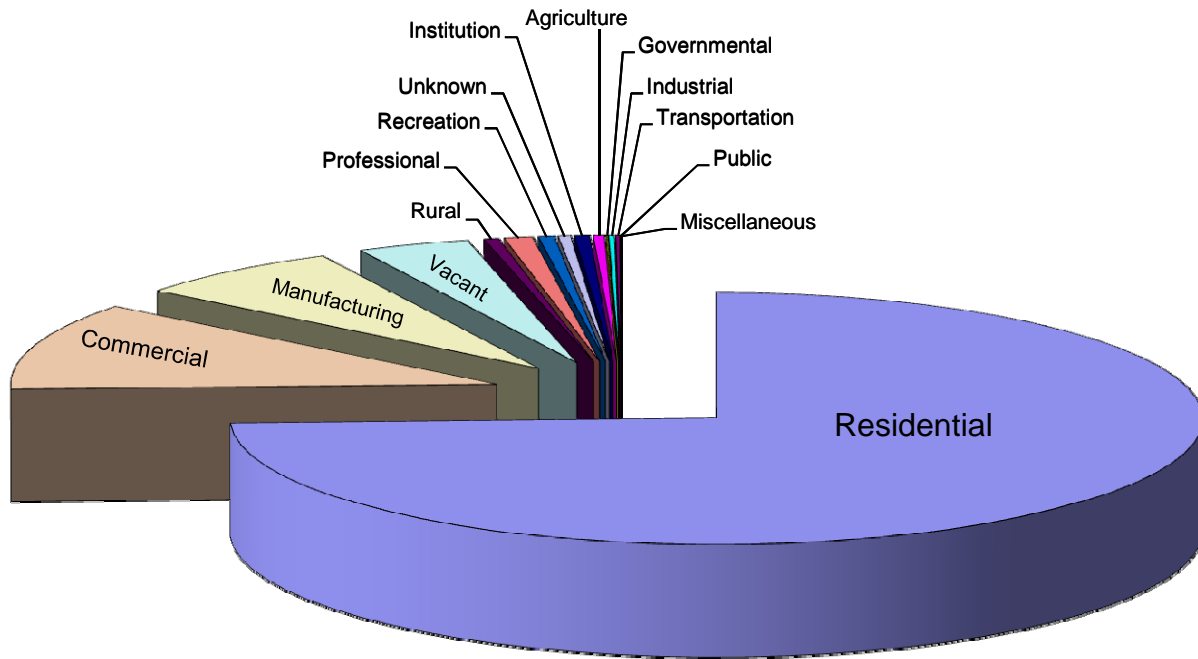 Agriculture
Institution
Governmental
Unknown
Industrial
Recreation
Transportation
Professional
Public
Rural
Miscellaneous
Vacant
Manufacturing
Commercial
Residential